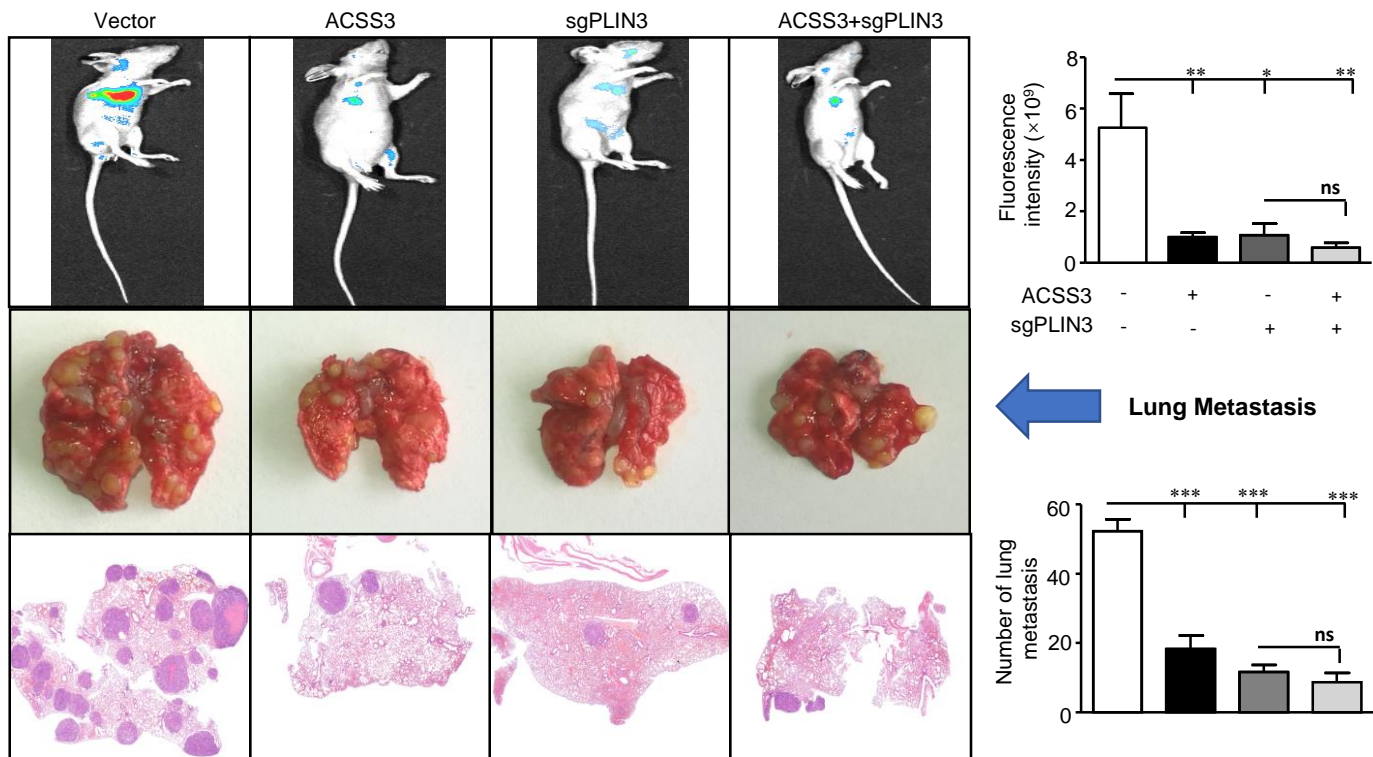 Vector ACSS3 sgPLIN3 ACSS3+sgPLIN3
Fluorescence
intensity (×10⁹)
8
6
4
2
0
** * **
ns
ACSS3 - + - +
sgPLIN3 - - + +
Lung Metastasis
Number of lung
metastasis
60
40
20
0
*** *** ***
ns